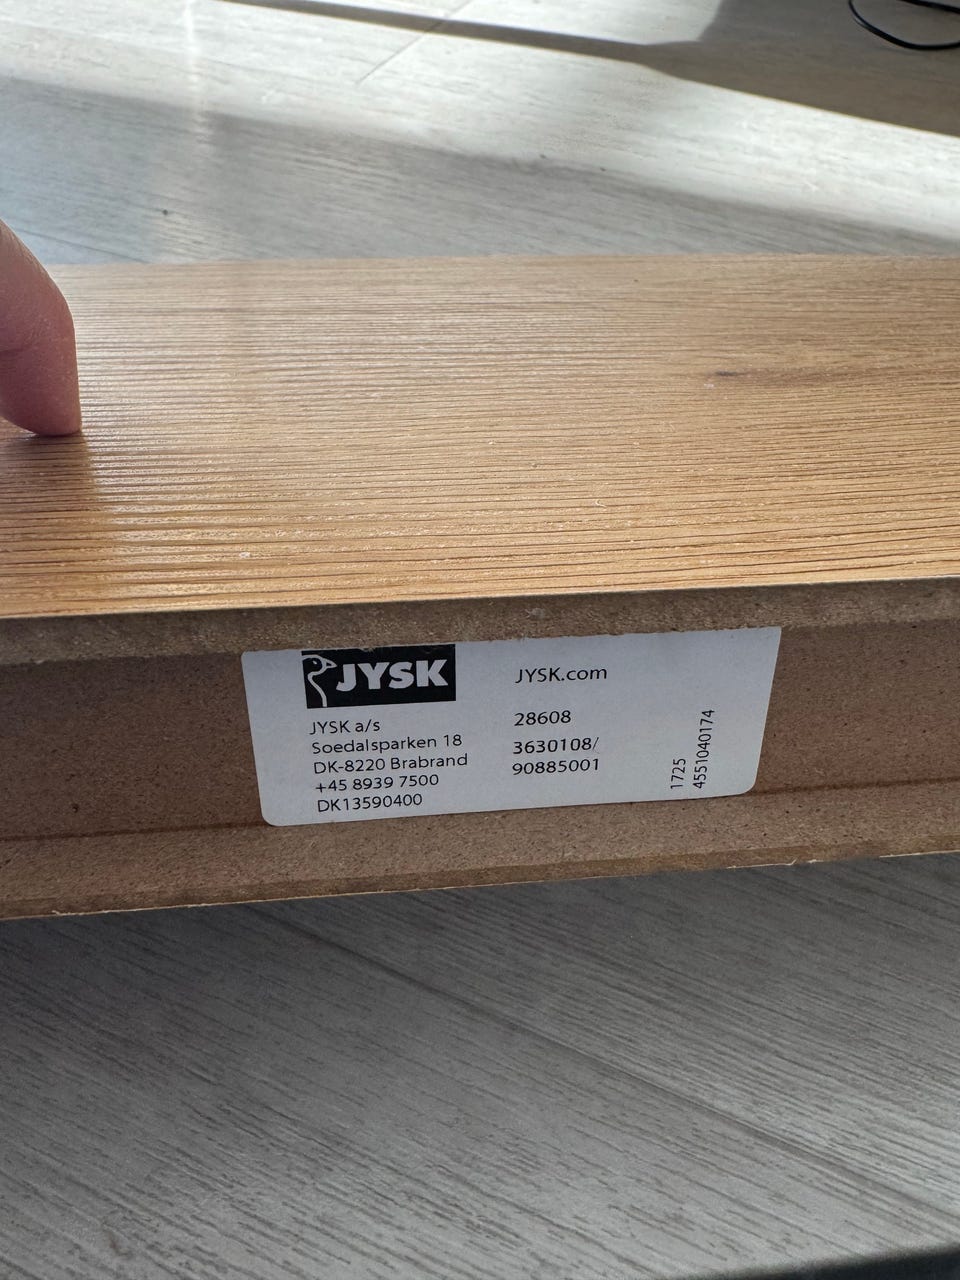 JYSK
JYSK a/s
Soedalsparken 18
DK-8220 Brabrand
+45 8939 7500
DK13590400
JYSK.com
28608
3630108/
90885001
1725
4551040174